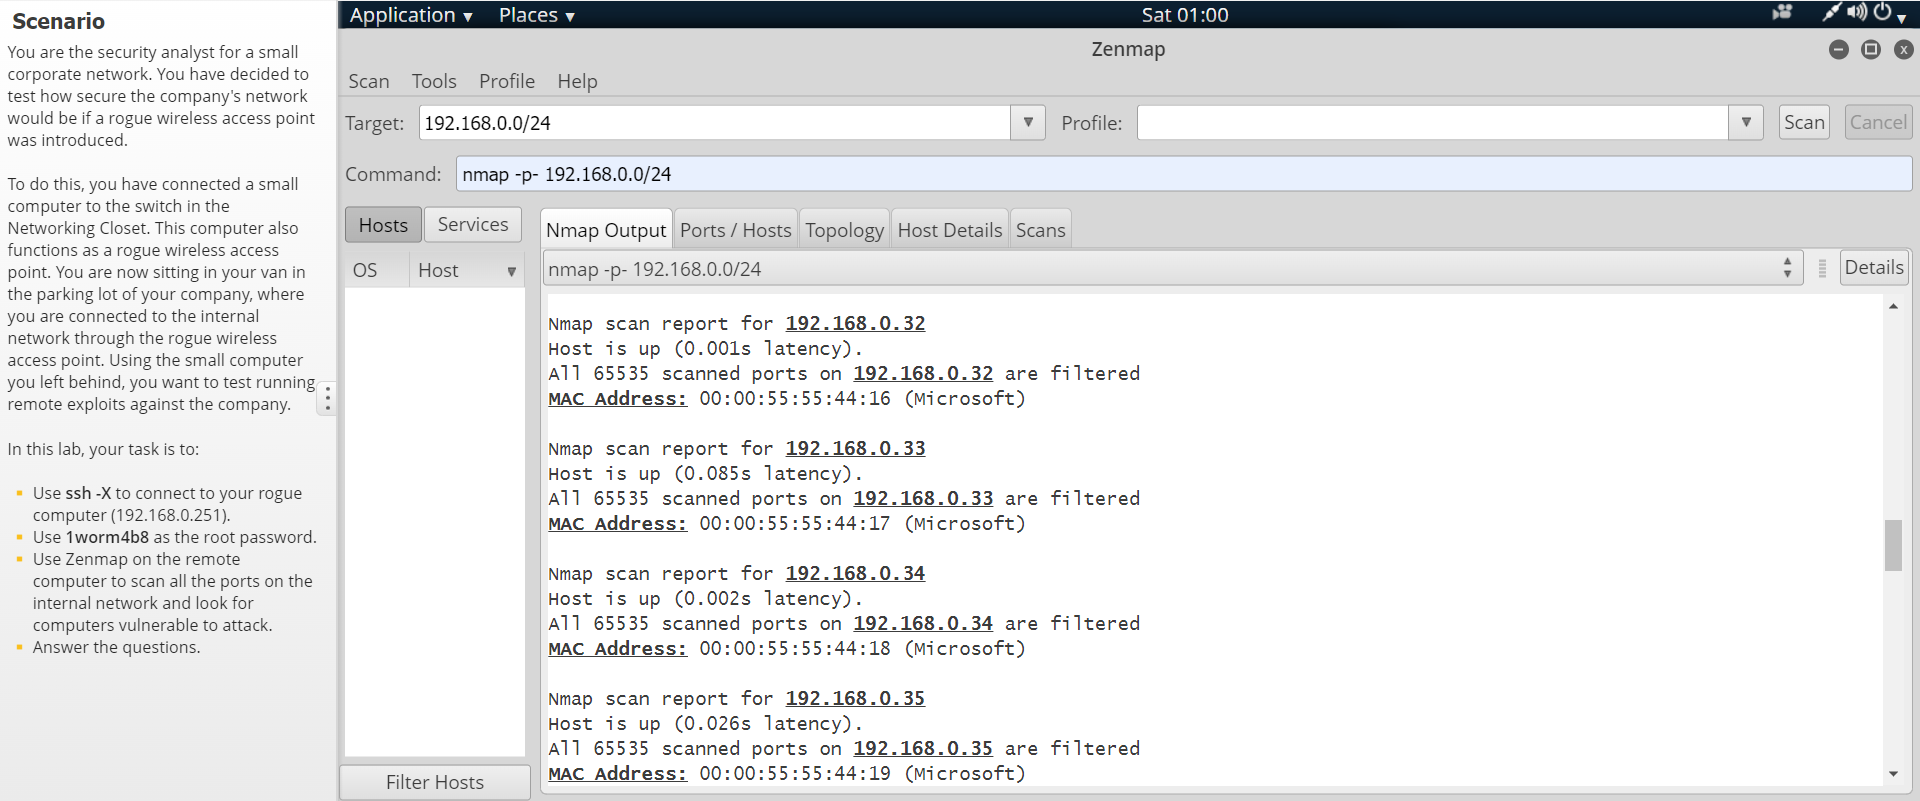 Scenario
You are the security analyst for a small
corporate network. You have decided to
test how secure the company's network
would be if a rogue wireless access point
was introduced.
To do this, you have connected a small
computer to the switch in the
Networking Closet. This computer also
functions as a rogue wireless access
point. You are now sitting in your van in
the parking lot of your company, where
you are connected to the internal
network through the rogue wireless
access point. Using the small computer
you left behind, you want to test running
remote exploits against the company.
In this lab, your task is to:
Use ssh -X to connect to your rogue
computer (192.168.0.251).
Use 1worm4b8 as the root password.
Use Zenmap on the remote
computer to scan all the ports on the
internal network and look for
computers vulnerable to attack.
Answer the questions.
Application Places Sat 01:00
Zenmap
Scan Tools Profile Help
Target: 192.168.0.0/24 Profile: Scan Cancel
Command: nmap -p- 192.168.0.0/24
Hosts Services
Nmap Output Ports / Hosts Topology Host Details Scans
OS Host
nmap -p- 192.168.0.0/24 Details
Nmap scan report for 192.168.0.32
Host is up (0.001s latency).
All 65535 scanned ports on 192.168.0.32 are filtered
MAC Address: 00:00:55:55:44:16 (Microsoft)
Nmap scan report for 192.168.0.33
Host is up (0.085s latency).
All 65535 scanned ports on 192.168.0.33 are filtered
MAC Address: 00:00:55:55:44:17 (Microsoft)
Nmap scan report for 192.168.0.34
Host is up (0.002s latency).
All 65535 scanned ports on 192.168.0.34 are filtered
MAC Address: 00:00:55:55:44:18 (Microsoft)
Nmap scan report for 192.168.0.35
Host is up (0.026s latency).
All 65535 scanned ports on 192.168.0.35 are filtered
MAC Address: 00:00:55:55:44:19 (Microsoft)
Filter Hosts